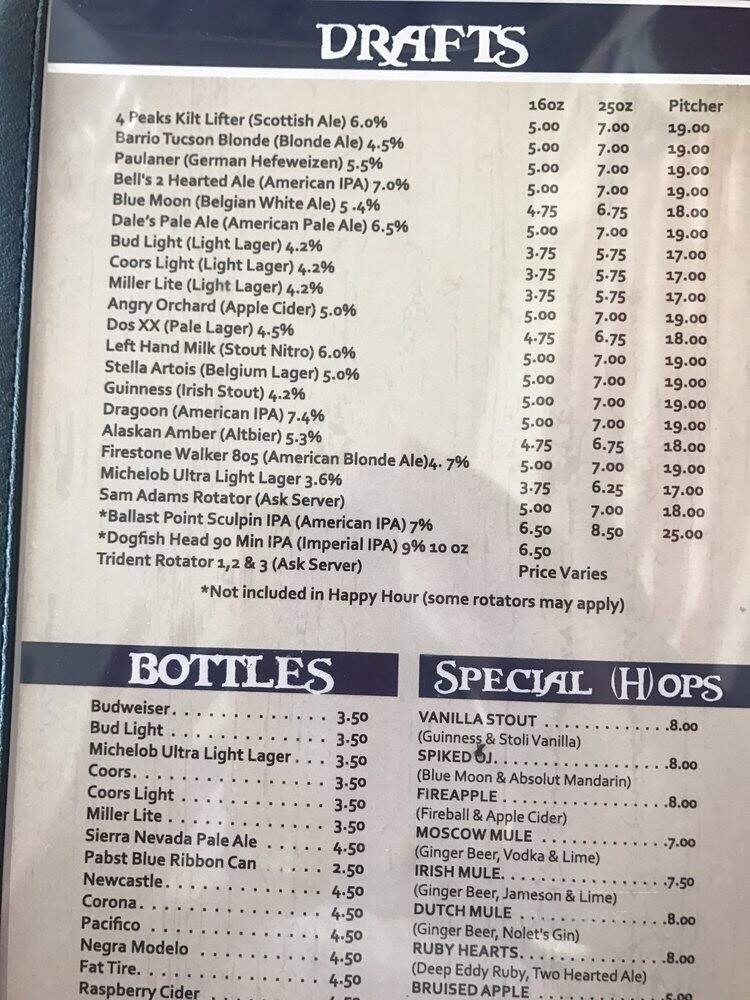 DRAFTS
16oz 25oz Pitcher
4 Peaks Kilt Lifter (Scottish Ale) 6.0% 5.00 7.00 19.00
Barrio Tucson Blonde (Blonde Ale) 4.5% 5.00 7.00 19.00
Paulaner (German Hefeweizen) 5.5% 5.00 7.00 19.00
Bell's 2 Hearted Ale (American IPA) 7.0% 5.00 7.00 19.00
Blue Moon (Belgian White Ale) 5 .4% 4.75 6.75 18.00
Dale's Pale Ale (American Pale Ale) 6.5% 5.00 7.00 19.00
Bud Light (Light Lager) 4.2% 3.75 5.75 17.00
Coors Light (Light Lager) 4.2% 3.75 5.75 17.00
Miller Lite (Light Lager) 4.2% 3.75 5.75 17.00
Angry Orchard (Apple Cider) 5.0% 5.00 7.00 19.00
Dos XX (Pale Lager) 4.5% 4.75 6.75 18.00
Left Hand Milk (Stout Nitro) 6.0% 5.00 7.00 19.00
Stella Artois (Belgium Lager) 5.0% 5.00 7.00 19.00
Guinness (Irish Stout) 4.2% 5.00 7.00 19.00
Dragoon (American IPA) 7.4% 5.00 7.00 19.00
Alaskan Amber (Altbier) 5.3% 4.75 6.75 18.00
Firestone Walker 805 (American Blonde Ale)4. 7% 5.00 7.00 19.00
Michelob Ultra Light Lager 3.6% 3.75 6.25 17.00
Sam Adams Rotator (Ask Server) 5.00 7.00 18.00
*Ballast Point Sculpin IPA (American IPA) 7% 6.50 8.50 25.00
*Dogfish Head 90 Min IPA (Imperial IPA) 9% 10 oz 6.50
Trident Rotator 1,2 & 3 (Ask Server) Price Varies
*Not included in Happy Hour (some rotators may apply)
BOTTLES
Budweiser. . . . . . . . . . . . . 3.50
Bud Light . . . . . . . . . . . . . 3.50
Michelob Ultra Light Lager . . . 3.50
Coors. . . . . . . . . . . . . . . . 3.50
Coors Light . . . . . . . . . . . . 3.50
Miller Lite . . . . . . . . . . . . . 3.50
Sierra Nevada Pale Ale . . . . . 4.50
Pabst Blue Ribbon Can . . . . . 2.50
Newcastle. . . . . . . . . . . . . 4.50
Corona. . . . . . . . . . . . . . . 4.50
Pacifico . . . . . . . . . . . . . . 4.50
Negra Modelo . . . . . . . . . . 4.50
Fat Tire. . . . . . . . . . . . . . 4.50
Raspberry Cider
SPECIAL (H)OPS
VANILLA STOUT . . . . . . . . . . . .8.00
(Guinness & Stoli Vanilla)
SPIKED OJ. . . . . . . . . . . . . . . .8.00
(Blue Moon & Absolut Mandarin)
FIREAPPLE . . . . . . . . . . . . . . .8.00
(Fireball & Apple Cider)
MOSCOW MULE . . . . . . . . . . . .7.00
(Ginger Beer, Vodka & Lime)
IRISH MULE. . . . . . . . . . . . . . .7.50
(Ginger Beer, Jameson & Lime)
DUTCH MULE . . . . . . . . . . . . .8.00
(Ginger Beer, Nolet's Gin)
RUBY HEARTS. . . . . . . . . . . . .8.00
(Deep Eddy Ruby, Two Hearted Ale)
BRUISED APPLE